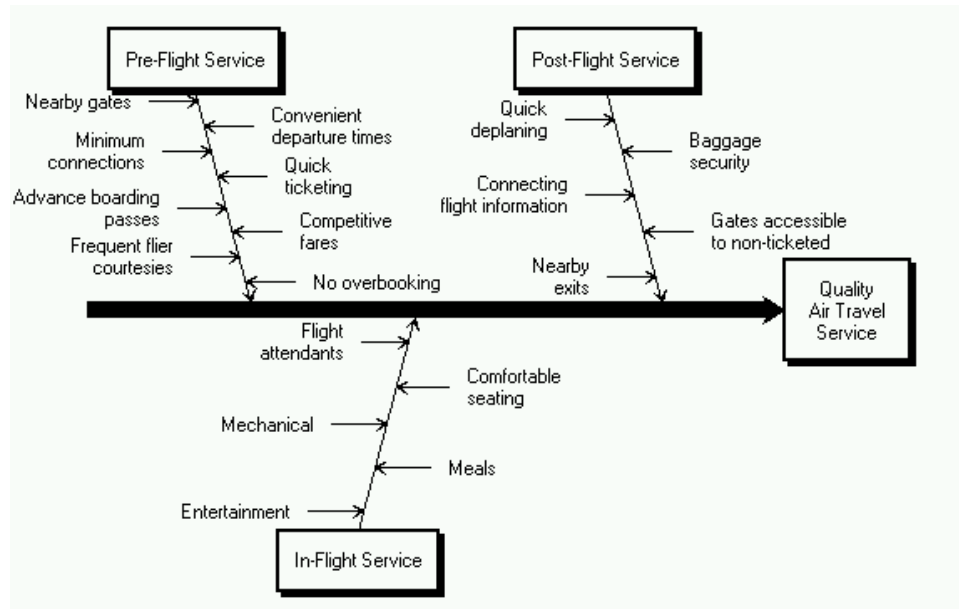 Pre-Flight Service
Post-Flight Service
Nearby gates
Convenient
departure times
Minimum
connections
Quick
ticketing
Advance boarding
passes
Competitive
fares
Frequent flier
courtesies
No overbooking
Quick
deplaning
Baggage
security
Connecting
flight information
Gates accessible
to non-ticketed
Nearby
exits
Quality
Air Travel
Service
Flight
attendants
Comfortable
seating
Mechanical
Meals
Entertainment
In-Flight Service